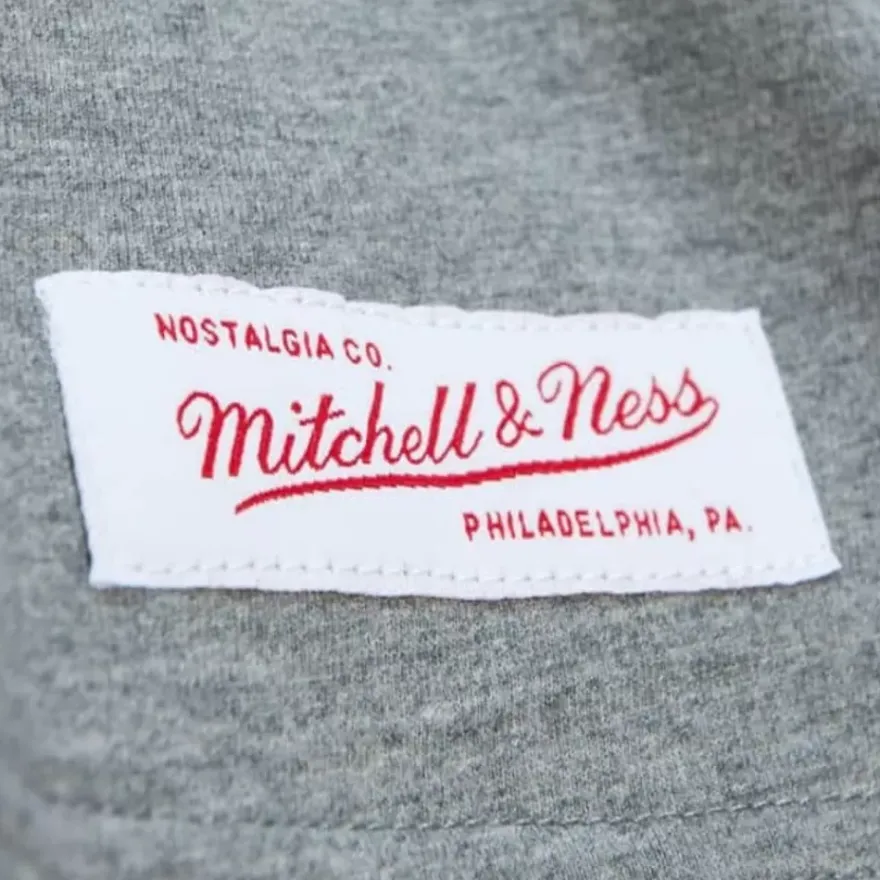 NOSTALGIA CO.
Mitchell & Ness
PHILADELPHIA, PA.